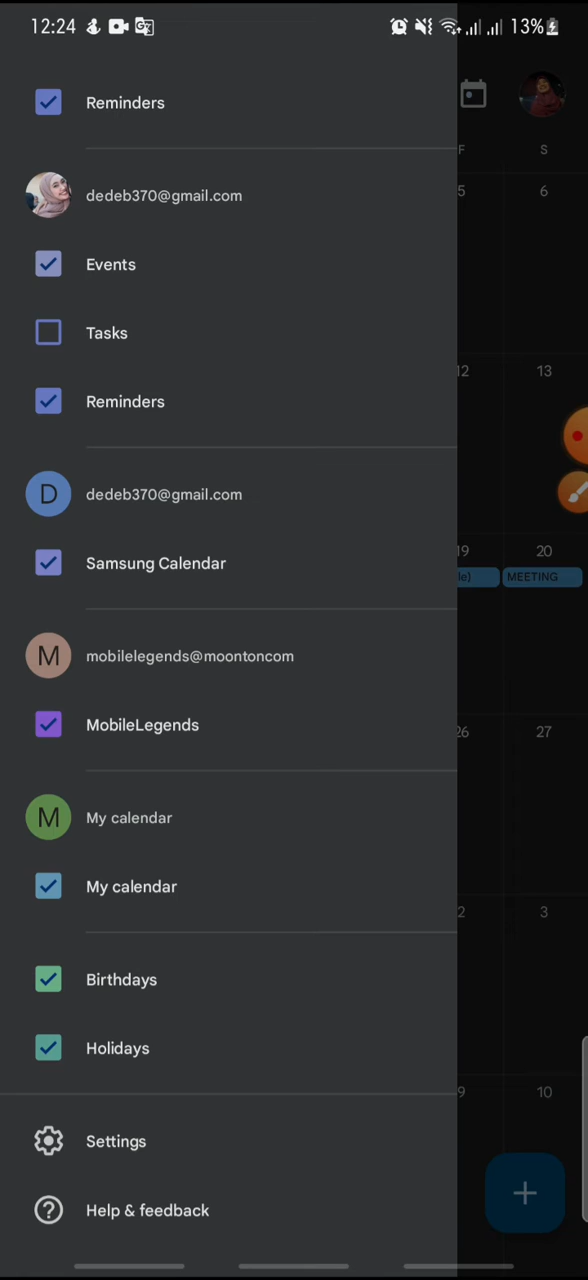 12:24
13%
Reminders
F
S
dedeb370@gmail.com
5
6
Events
Tasks
12
13
Reminders
D
dedeb370@gmail.com
19
20
Samsung Calendar
le)
MEETING
M
mobilelegends@moontoncom
MobileLegends
26
27
M
My calendar
My calendar
2
3
Birthdays
Holidays
9
10
Settings
Help & feedback